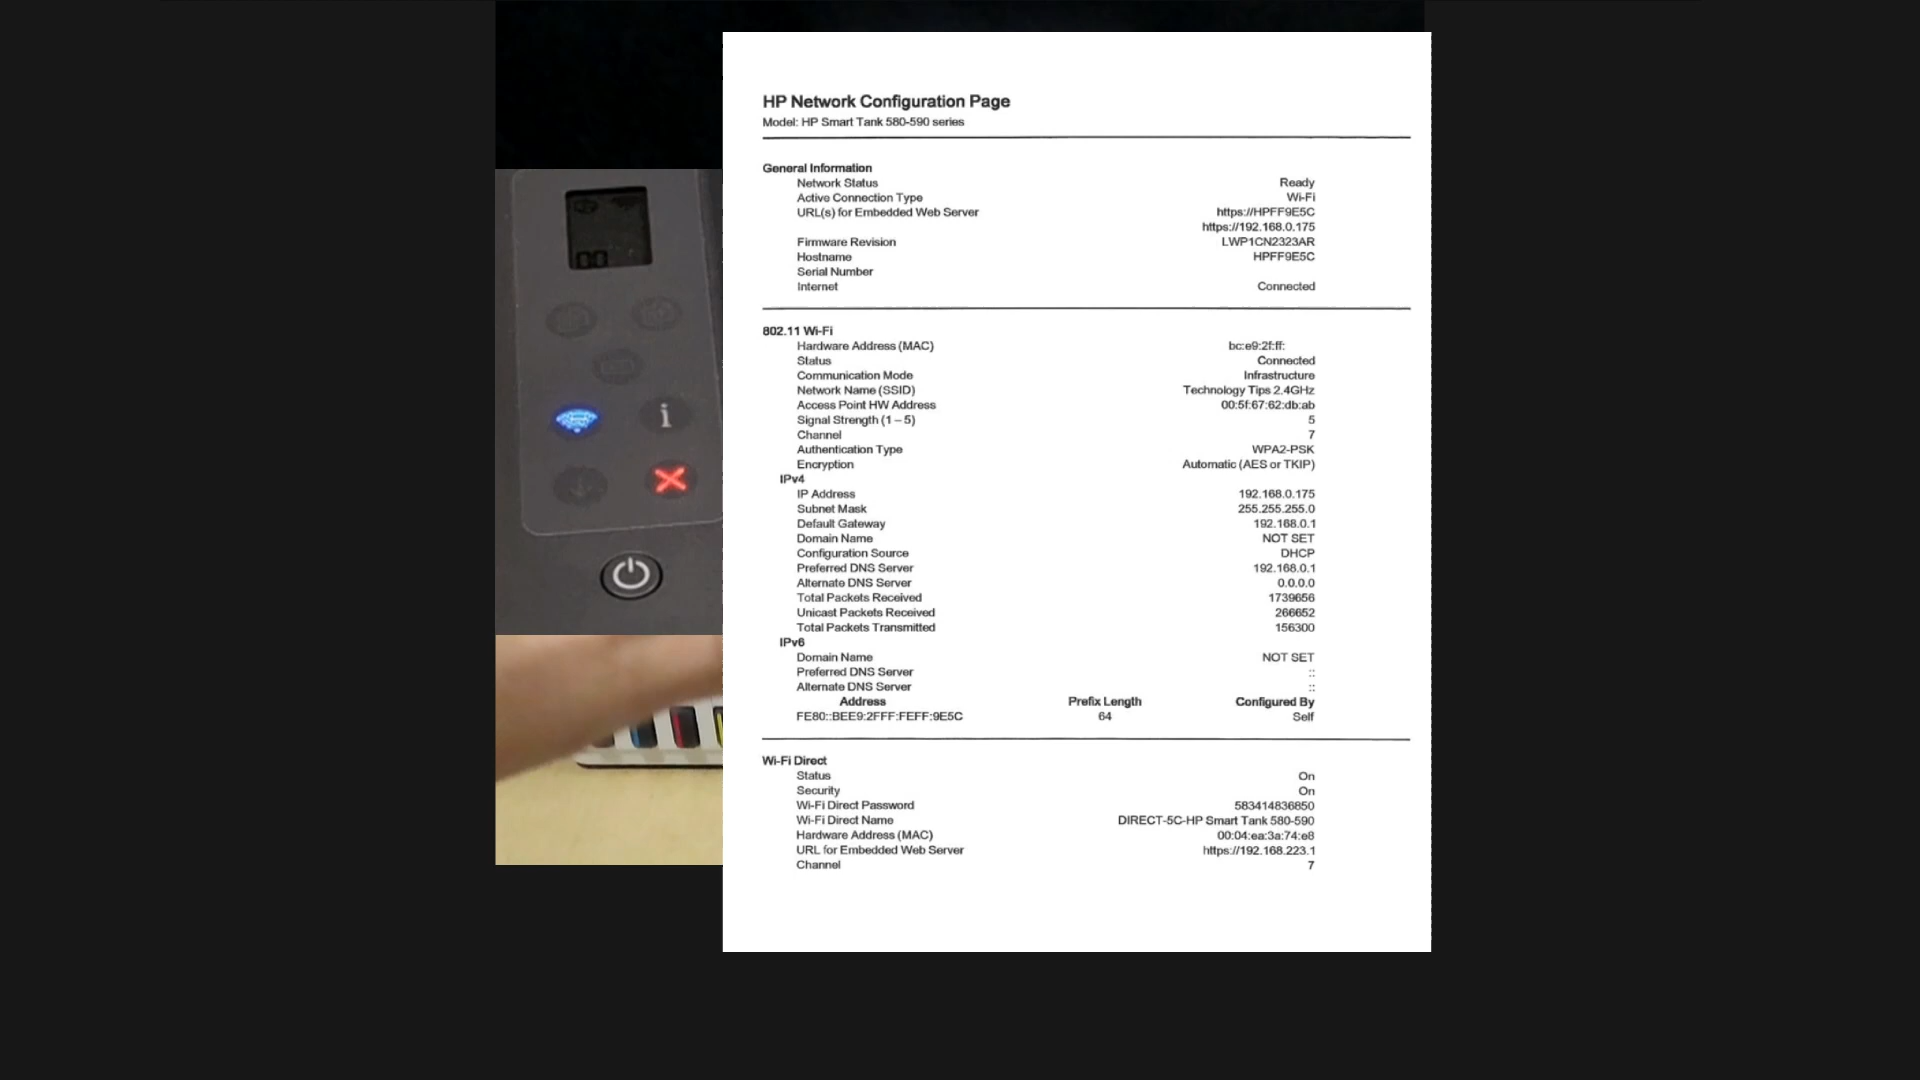 HP Network Configuration Page
Model: HP Smart Tank 580-590 series
General Information
Network Status Ready
Active Connection Type Wi-Fi
URL(s) for Embedded Web Server https://HPFF9E5C
https://192.168.0.175
Firmware Revision LWP1CN2323AR
Hostname HPFF9E5C
Serial Number
Internet Connected
802.11 Wi-Fi
Hardware Address (MAC) bc:e9:2f:ff:
Status Connected
Communication Mode Infrastructure
Network Name (SSID) Technology Tips 2.4GHz
Access Point HW Address 00:5f:67:62:db:ab
Signal Strength (1 – 5) 5
Channel 7
Authentication Type WPA2-PSK
Encryption Automatic (AES or TKIP)
IPv4
IP Address 192.168.0.175
Subnet Mask 255.255.255.0
Default Gateway 192.168.0.1
Domain Name NOT SET
Configuration Source DHCP
Preferred DNS Server 192.168.0.1
Alternate DNS Server 0.0.0.0
Total Packets Received 1739656
Unicast Packets Received 266652
Total Packets Transmitted 156300
IPv6
Domain Name NOT SET
Preferred DNS Server ::
Alternate DNS Server ::
Address Prefix Length Configured By
FE80::BEE9:2FFF:FEFF:9E5C 64 Self
Wi-Fi Direct
Status On
Security On
Wi-Fi Direct Password 583414836850
Wi-Fi Direct Name DIRECT-5C-HP Smart Tank 580-590
Hardware Address (MAC) 00:04:ea:3a:74:e8
URL for Embedded Web Server https://192.168.223.1
Channel 7
00
i